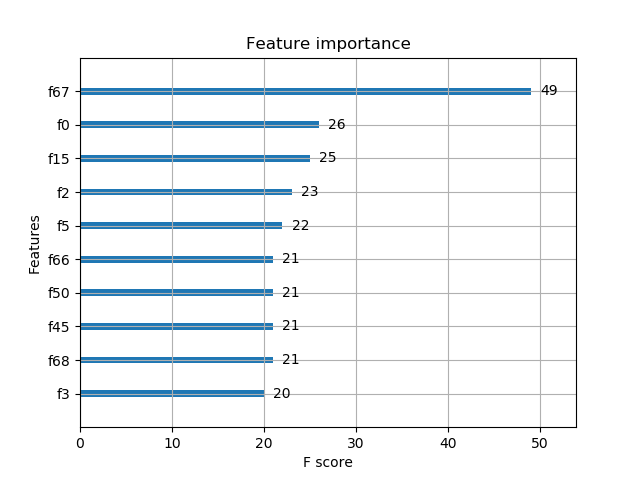 Feature importance
f67 49
f0 26
f15 25
f2 23
f5 22
f66 21
f50 21
f45 21
f68 21
f3 20
Features
0 10 20 30 40 50
F score